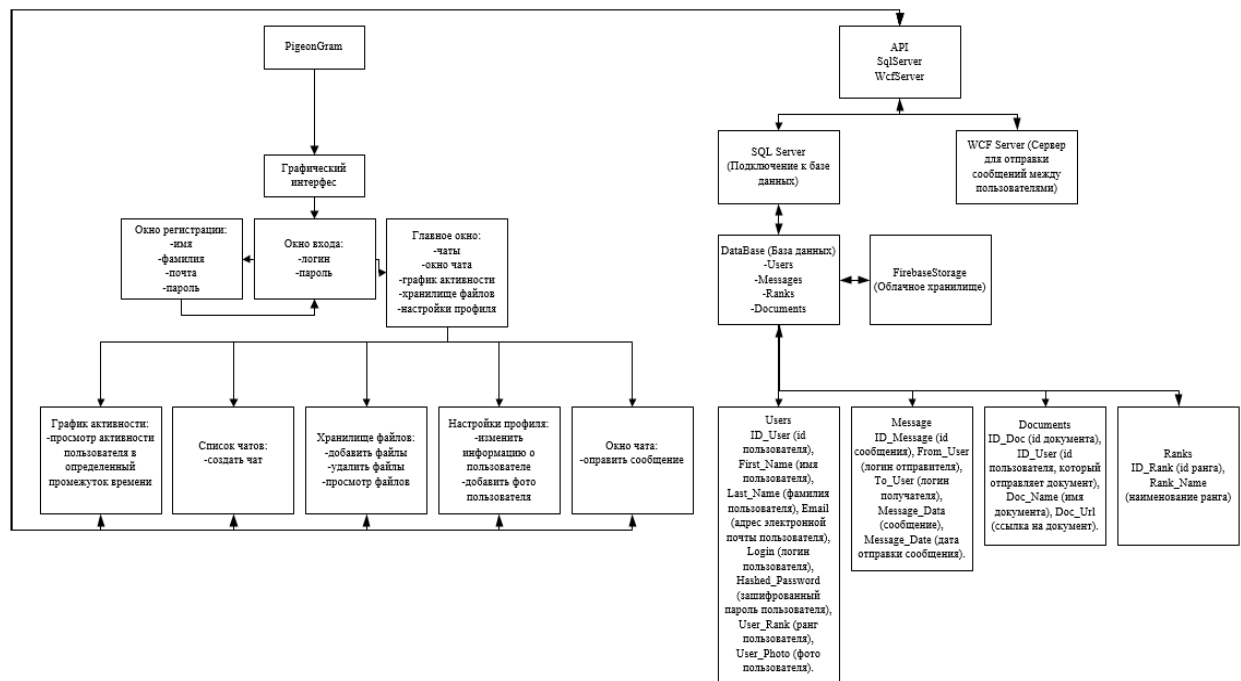 PigeonGram
API
SqlServer
WcfServer
Графический
интерфес
SQL Server
(Подключение к базе
данных)
WCF Server (Сервер
для отправки
сообщений между
пользователями)
Окно регистрации:
-имя
-фамилия
-почта
-пароль
Окно входа:
-логин
-пароль
Главное окно:
-чаты
-окно чата
-график активности
-хранилище файлов
-настройки профиля
DataBase (База данных)
-Users
-Messages
-Ranks
-Documents
FirebaseStorage
(Облачное хранилище)
График активности:
-просмотр активности
пользователя в
определенный
промежуток времени
Список чатов:
-создать чат
Хранилище файлов:
-добавить файлы
-удалить файлы
-просмотр файлов
Настройки профиля:
-изменить
информацию о
пользователе
-добавить фото
пользователя
Окно чата:
-оправить сообщение
Users
ID_User (id
пользователя),
First_Name (имя
пользователя),
Last_Name (фамилия
пользователя), Email
(адрес электронной
почты пользователя),
Login (логин
пользователя),
Hashed_Password
(зашифрованный
пароль пользователя),
User_Rank (ранг
пользователя),
User_Photo (фото
пользователя).
Message
ID_Message (id
сообщения), From_User
(логин отправителя),
To_User (логин
получателя),
Message_Data
(сообщение),
Message_Date (дата
отправки сообщения).
Documents
ID_Doc (id документа),
ID_User (id
пользователя, который
отправляет документ),
Doc_Name (имя
документа), Doc_Url
(ссылка на документ).
Ranks
ID_Rank (id ранга),
Rank_Name
(наименование ранга)